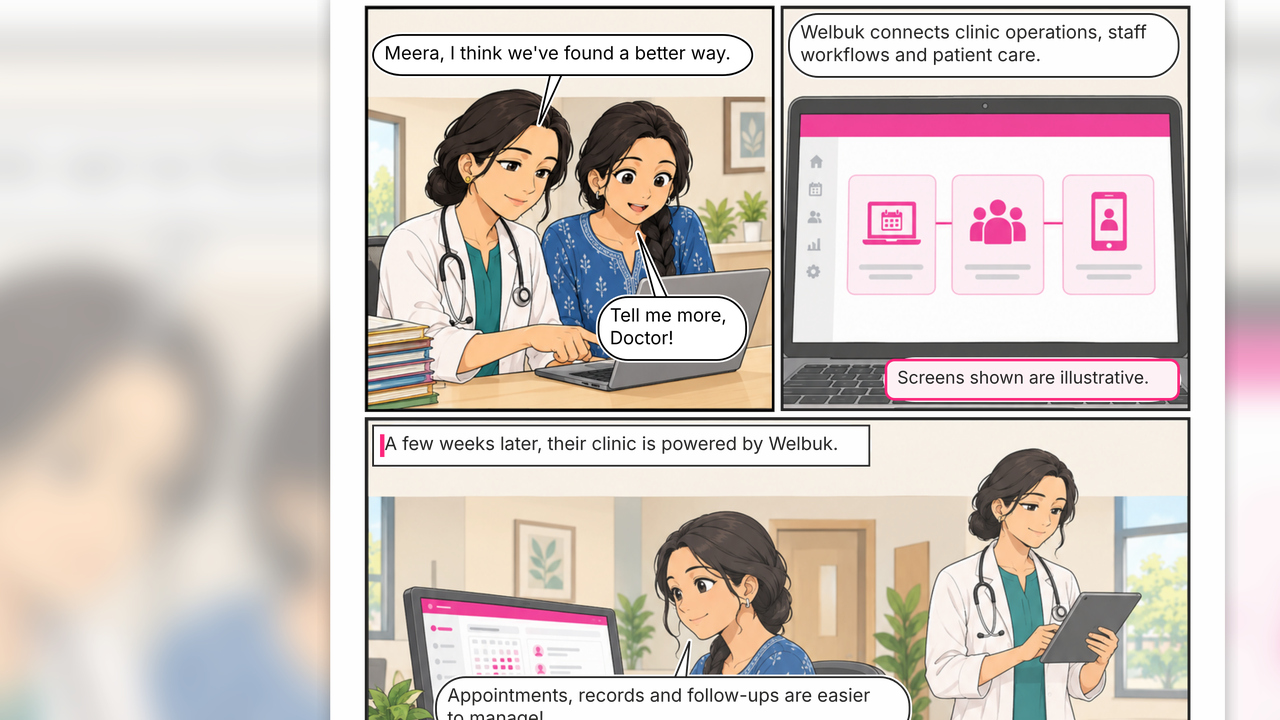 Meera, I think we've found a better way.
Tell me more,
Doctor!
Welbuk connects clinic operations, staff
workflows and patient care.
Screens shown are illustrative.
A few weeks later, their clinic is powered by Welbuk.
Appointments, records and follow-ups are easier
to manage!